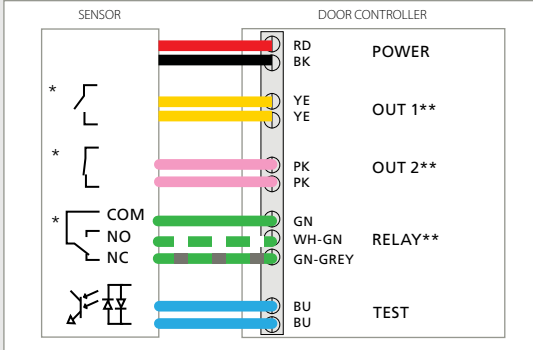 SENSOR DOOR CONTROLLER
RD
BK
POWER
* YE
YE
OUT 1**
* PK
PK
OUT 2**
* COM
NO
NC
GN
WH-GN
GN-GREY
RELAY**
BU
BU
TEST